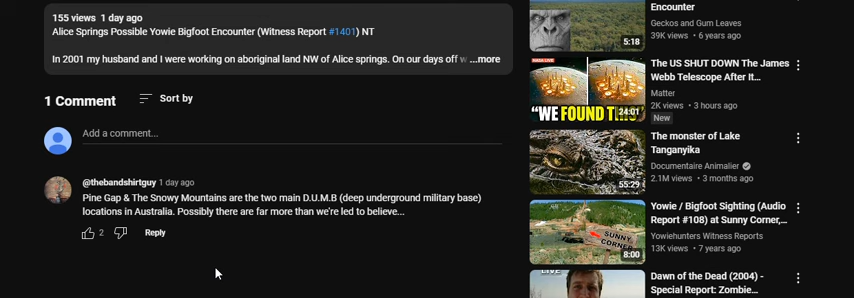 155 views 1 day ago
Alice Springs Possible Yowie Bigfoot Encounter (Witness Report #1401) NT
In 2001 my husband and I were working on aboriginal land NW of Alice springs. On our days off w ...more
1 Comment
Sort by
Add a comment...
@thebandshirtguy 1 day ago
Pine Gap & The Snowy Mountains are the two main D.U.M.B (deep underground military base)
locations in Australia. Possibly there are far more than we're led to believe...
2
Reply
Encounter
Geckos and Gum Leaves
39K views • 6 years ago
5:18
The US SHUT DOWN The James
Webb Telescope After It...
Matter
2K views • 3 hours ago
New
"WE FOUND THIS"
24:01
The monster of Lake
Tanganyika
Documentaire Animalier
2.1M views • 3 months ago
55:29
Yowie / Bigfoot Sighting (Audio
Report #108) at Sunny Corner,...
Yowiehunters Witness Reports
13K views • 7 years ago
SUNNY
CORNER
8:00
Dawn of the Dead (2004) -
Special Report: Zombie...
LIVE